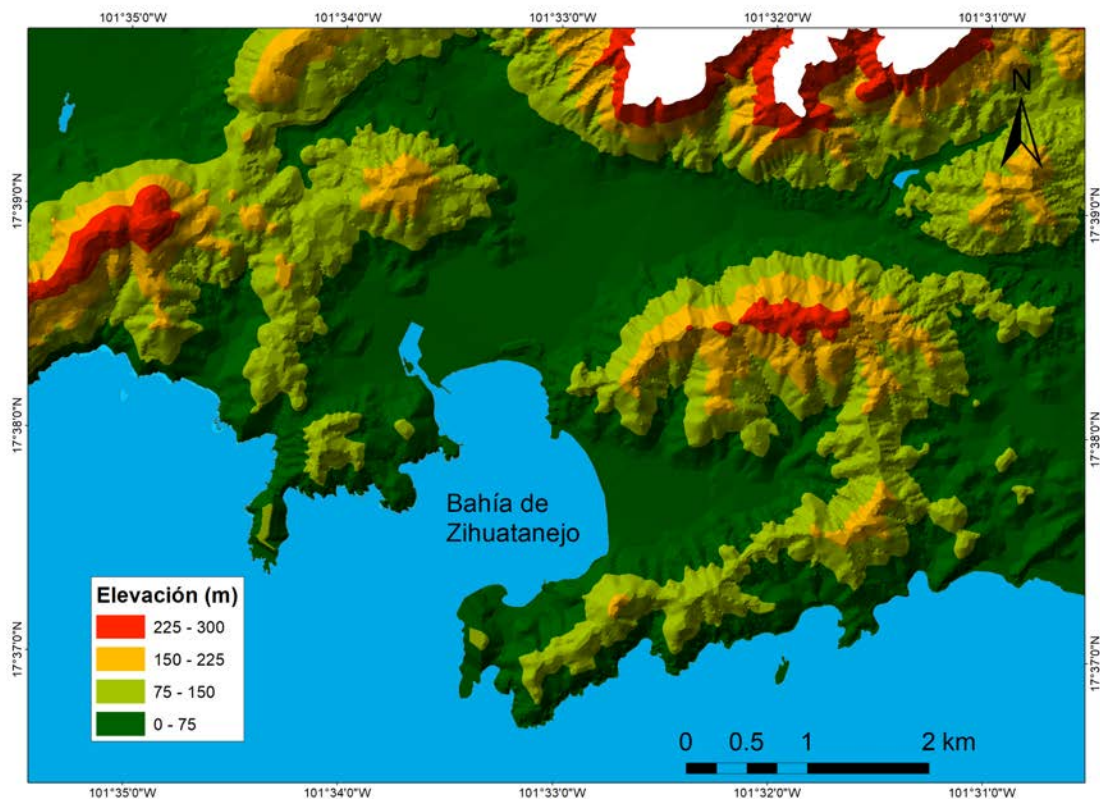 101°35'0"W 101°34'0"W 101°33'0"W 101°32'0"W 101°31'0"W
N
17°39'0"N 17°39'0"N
17°38'0"N 17°38'0"N
Bahía de
Zihuatanejo
Elevación (m)
225 - 300
150 - 225
75 - 150
0 - 75
17°37'0"N 17°37'0"N
0 0.5 1 2 km
101°35'0"W 101°34'0"W 101°33'0"W 101°32'0"W 101°31'0"W